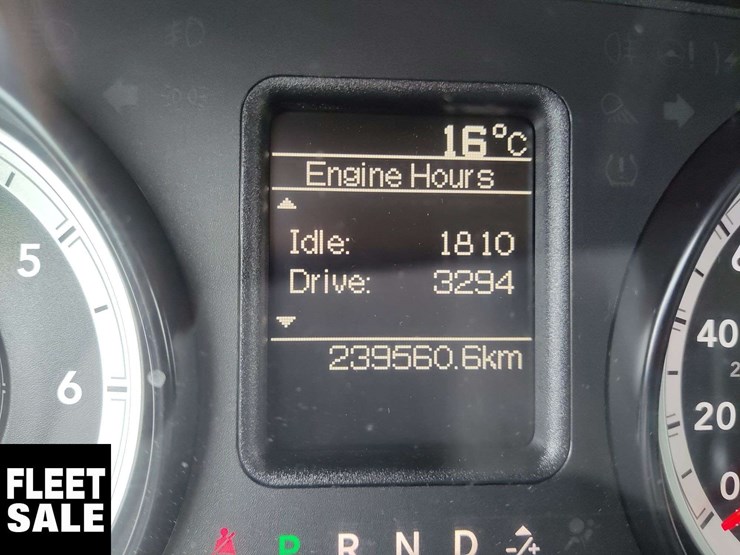 16°C
Engine Hours
Idle: 1810
Drive: 3294
239560.6km
5
6
40
20
0
P R N D -/+
FLEET
SALE